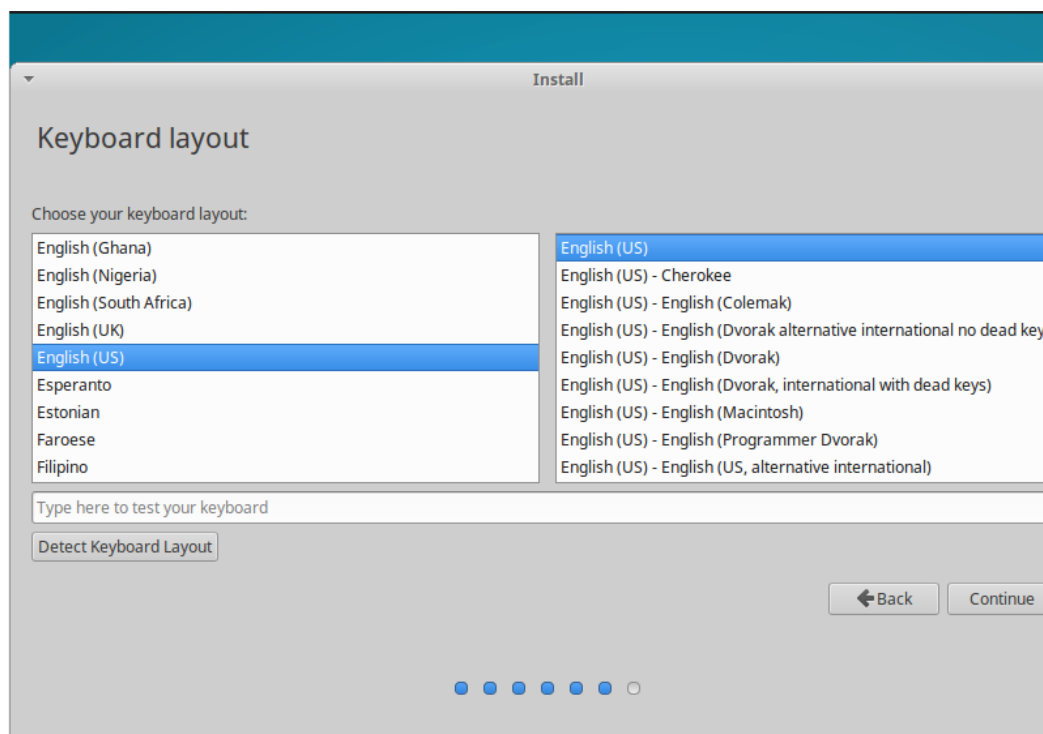 Install
Keyboard layout
Choose your keyboard layout:
English (Ghana)
English (Nigeria)
English (South Africa)
English (UK)
English (US)
Esperanto
Estonian
Faroese
Filipino
English (US)
English (US) - Cherokee
English (US) - English (Colemak)
English (US) - English (Dvorak alternative international no dead key
English (US) - English (Dvorak)
English (US) - English (Dvorak, international with dead keys)
English (US) - English (Macintosh)
English (US) - English (Programmer Dvorak)
English (US) - English (US, alternative international)
Type here to test your keyboard
Detect Keyboard Layout
Back
Continue